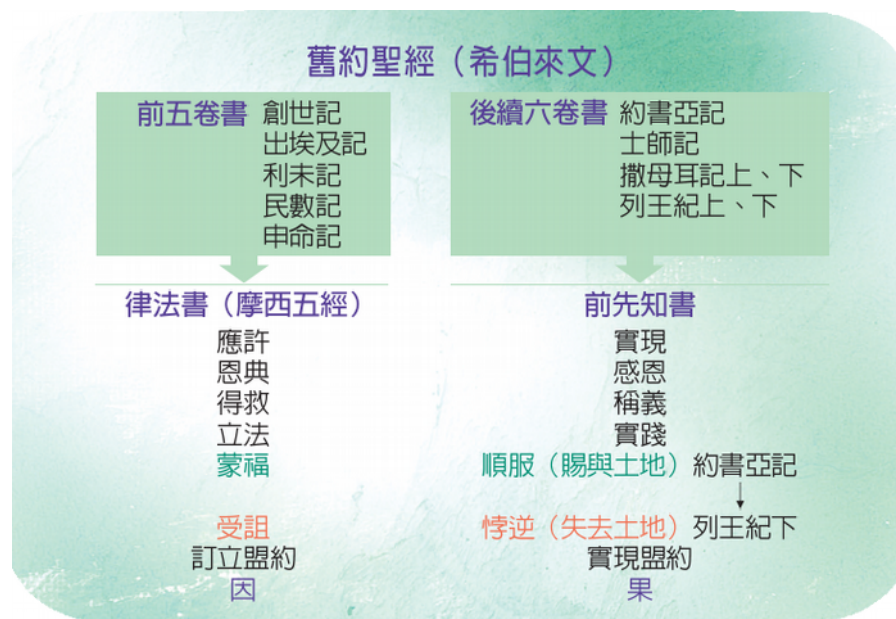 舊約聖經（希伯來文）
前五卷書 創世記
出埃及記
利未記
民數記
申命記
律法書（摩西五經）
應許
恩典
得救
立法
蒙福
受詛
訂立盟約
因
後續六卷書 約書亞記
士師記
撒母耳記上、下
列王紀上、下
前先知書
實現
感恩
稱義
實踐
順服（賜與土地）約書亞記
悖逆（失去土地）列王紀下
實現盟約
果